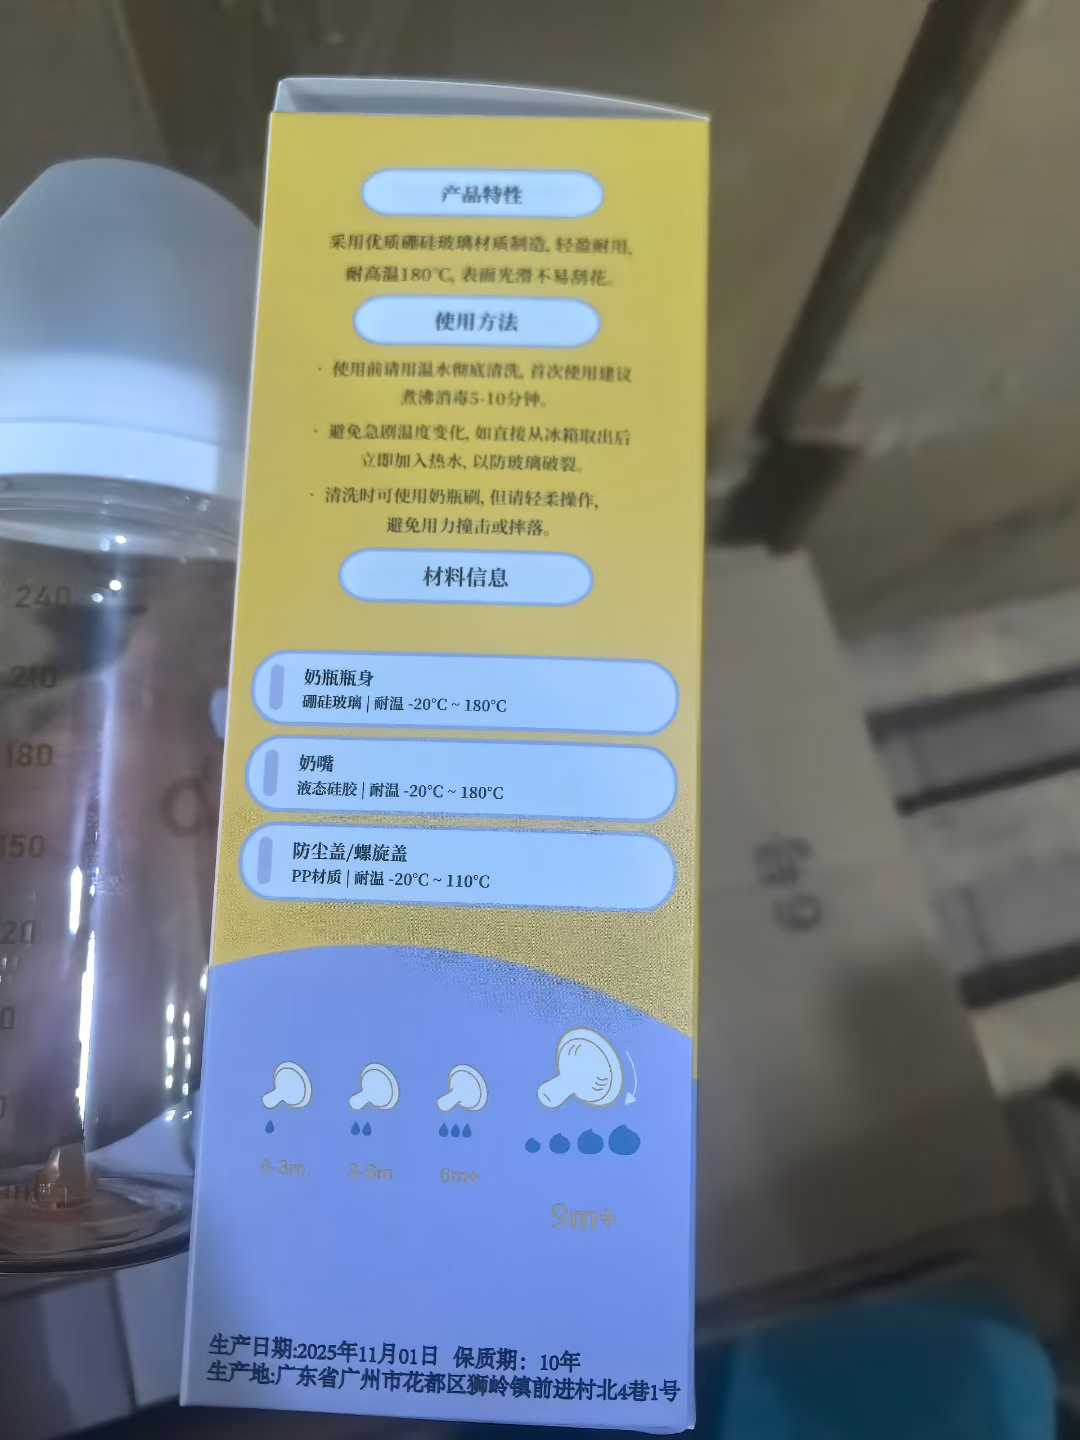 产品特性
采用优质硼硅玻璃材质制造, 轻盈耐用,
耐高温180℃, 表面光滑不易刮花。
使用方法
· 使用前请用温水彻底清洗, 首次使用建议
煮沸消毒5-10分钟。
· 避免急剧温度变化, 如直接从冰箱取出后
立即加入热水, 以防玻璃破裂。
· 清洗时可使用奶瓶刷, 但请轻柔操作,
避免用力撞击或摔落。
材料信息
奶瓶瓶身
硼硅玻璃 | 耐温 -20℃ ~ 180℃
奶嘴
液态硅胶 | 耐温 -20℃ ~ 180℃
防尘盖/螺旋盖
PP材质 | 耐温 -20℃ ~ 110℃
0-3m
3-6m
6m+
9m+
生产日期:2025年11月01日 保质期：10年
生产地:广东省广州市花都区狮岭镇前进村北4巷1号
240
210
180
150